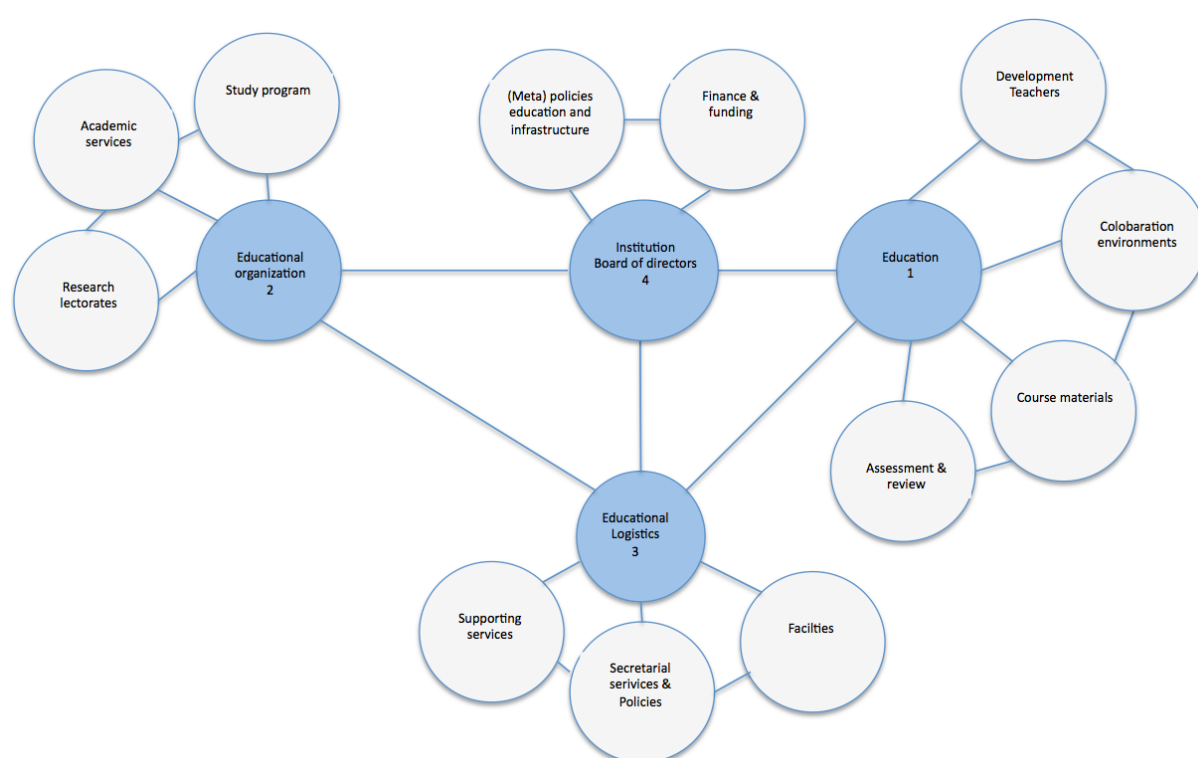 Development
Teachers
Study program
(Meta) policies
education and
infrastructure
Finance &
funding
Academic
services
Colobaration
environments
Educational
organization
2
Institution
Board of directors
4
Education
1
Research
lectorates
Course materials
Assessment &
review
Educational
Logistics
3
Supporting
services
Secretarial
serivices &
Policies
Facilties